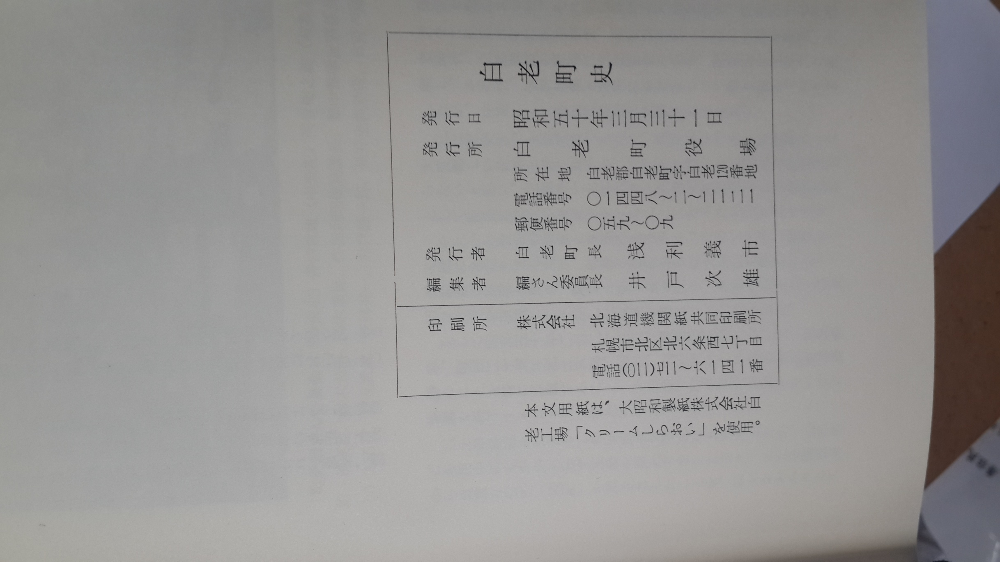 白老町史
発行日 昭和五十年三月三十一日
発行所 白老町役場
所在地 白老郡白老町字白老120番地
電話番号 〇一四四八~二~二一二一
郵便番号 〇五九~〇九
発行者 白老町長 浅利義市
編集者 編さん委員長 井戸次雄
印刷所 株式会社 北海道機関紙共同印刷所
札幌市北区北六条西七丁目
電話(〇一一)七一一~六一四一番
本文用紙は、大昭和製紙株式会社白
老工場「クリームしらおい」を使用。